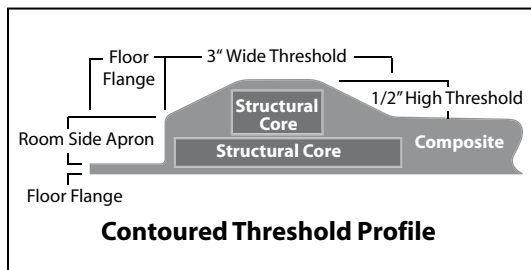 Floor
Flange
3“ Wide Threshold
1/2” High Threshold
Structural
Core
Room Side Apron
Structural Core
Composite
Floor Flange
Contoured Threshold Profile